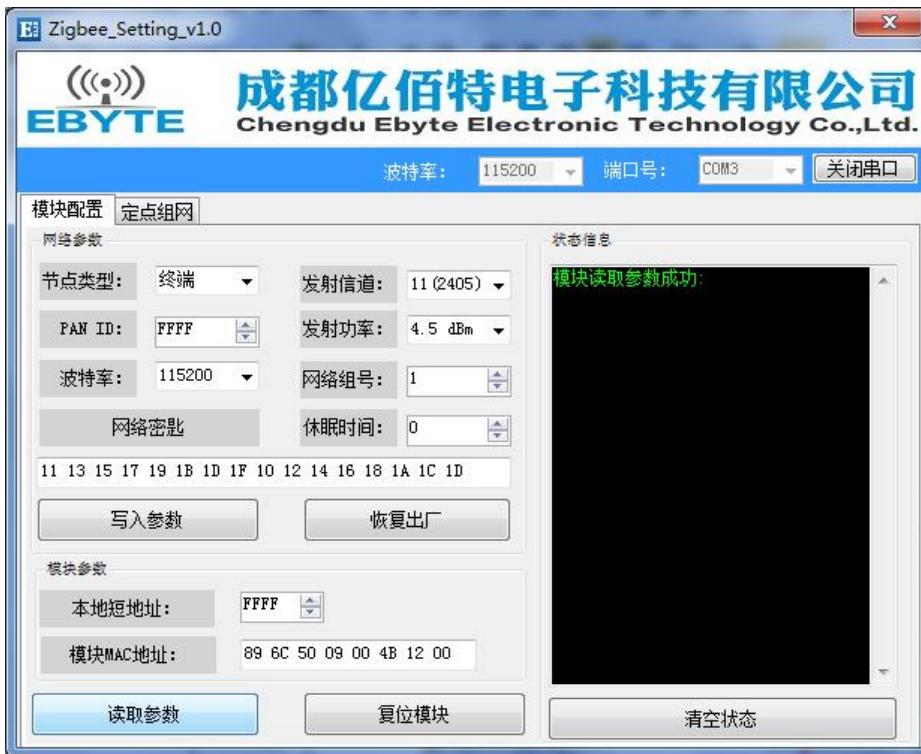 Zigbee_Setting_v1.0
EBYTE
成都亿佰特电子科技有限公司
Chengdu Ebyte Electronic Technology Co.,Ltd.
波特率: 115200 端口号: COM3 关闭串口
模块配置 定点组网
网络参数
节点类型: 终端 发射信道: 11(2405)
PAN ID: FFFF 发射功率: 4.5 dBm
波特率: 115200 网络组号: 1
网络密匙 休眠时间: 0
11 13 15 17 19 1B 1D 1F 10 12 14 16 18 1A 1C 1D
写入参数 恢复出厂
模块参数
本地短地址: FFFF
模块MAC地址: 89 6C 50 09 00 4B 12 00
读取参数 复位模块
状态信息
模块读取参数成功:
清空状态